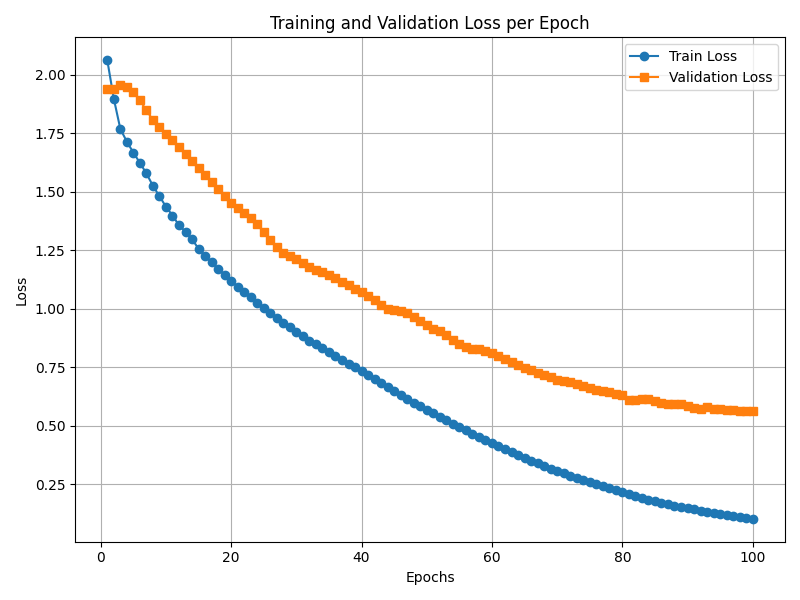 Training and Validation Loss per Epoch
Train Loss
Validation Loss
2.00
1.75
1.50
1.25
1.00
0.75
0.50
0.25
Loss
0 20 40 60 80 100
Epochs